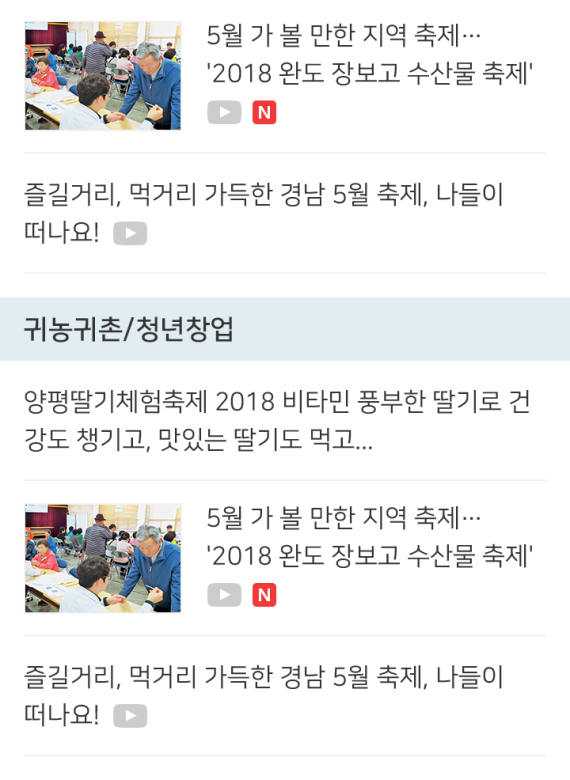 5월 가 볼 만한 지역 축제…
'2018 완도 장보고 수산물 축제'
N
즐길거리, 먹거리 가득한 경남 5월 축제, 나들이
떠나요!
귀농귀촌/청년창업
양평딸기체험축제 2018 비타민 풍부한 딸기로 건
강도 챙기고, 맛있는 딸기도 먹고...
5월 가 볼 만한 지역 축제…
'2018 완도 장보고 수산물 축제'
N
즐길거리, 먹거리 가득한 경남 5월 축제, 나들이
떠나요!